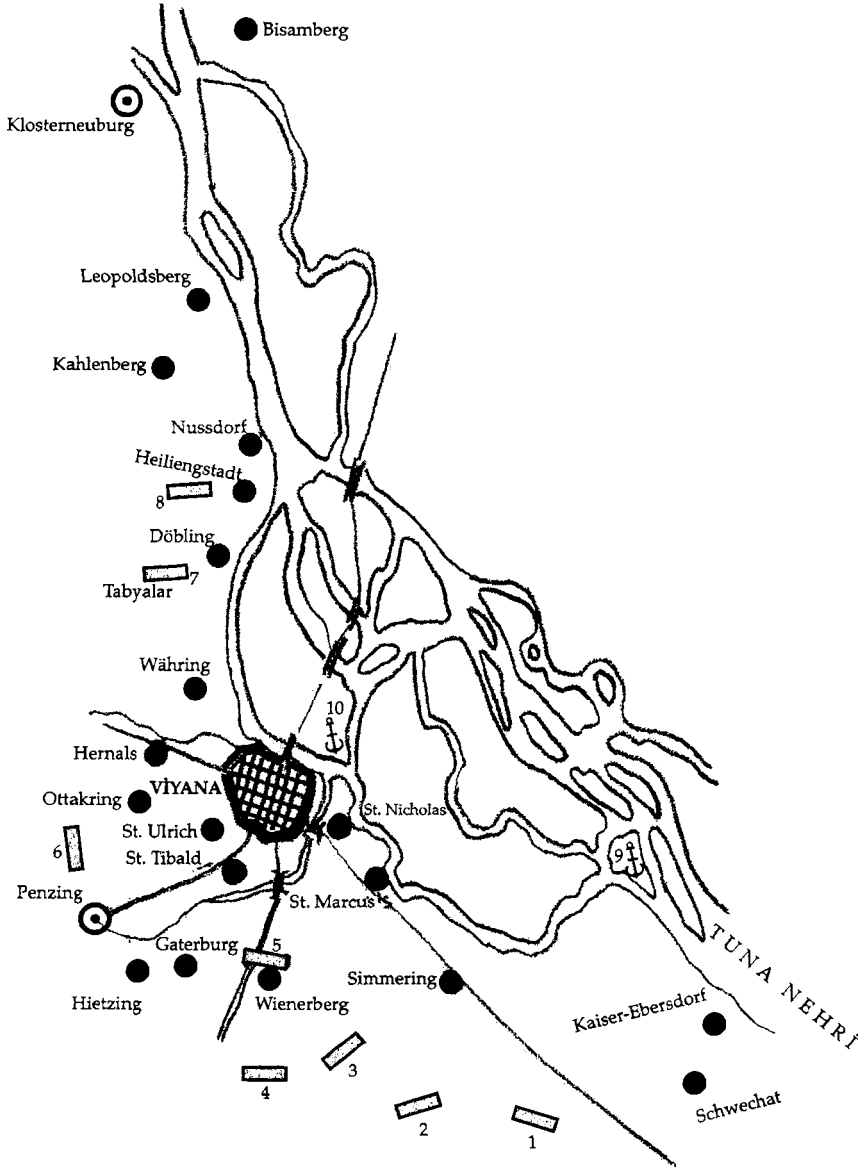 Bisamberg
Klosterneuburg
Leopoldsberg
Kahlenberg
Nussdorf
Heiliengstadt
8
Döbling
7
Tabyalar
Währing
10
Hernals
VİYANA
Ottakring
St. Nicholas
St. Ulrich
6
St. Tibald
9
Penzing
St. Marcus's
TUNA NEHRİ
Gaterburg
5
Simmering
Hietzing
Wienerberg
Kaiser-Ebersdorf
3
4
Schwechat
2
1